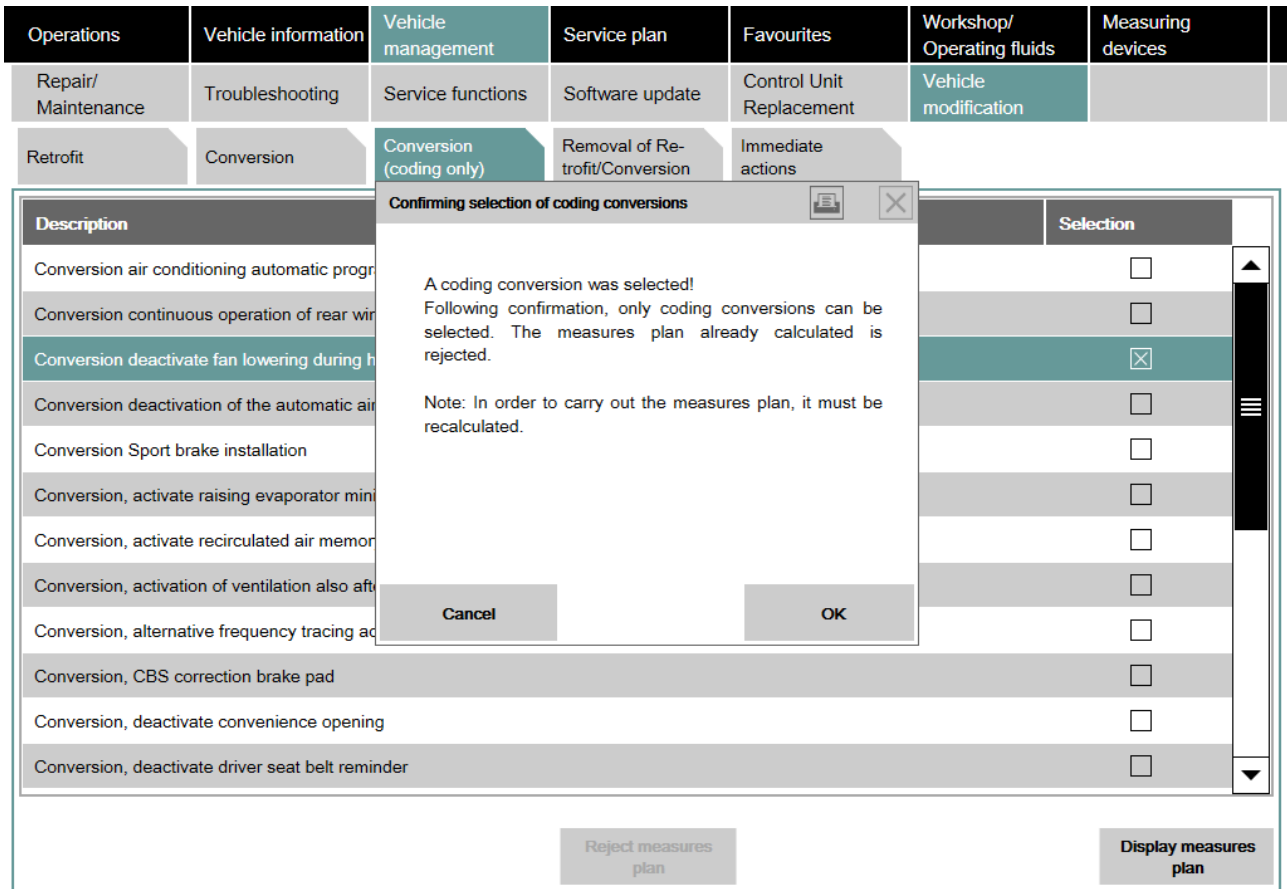 Operations
Vehicle information
Vehicle
management
Service plan
Favourites
Workshop/
Operating fluids
Measuring
devices
Repair/
Maintenance
Troubleshooting
Service functions
Software update
Control Unit
Replacement
Vehicle
modification
Retrofit
Conversion
Conversion
(coding only)
Removal of Re-
trofit/Conversion
Immediate
actions
Description
Selection
Conversion air conditioning automatic progr
Conversion continuous operation of rear wir
Conversion deactivate fan lowering during h
Conversion deactivation of the automatic air
Conversion Sport brake installation
Conversion, activate raising evaporator mini
Conversion, activate recirculated air memor
Conversion, activation of ventilation also afte
Conversion, alternative frequency tracing ac
Conversion, CBS correction brake pad
Conversion, deactivate convenience opening
Conversion, deactivate driver seat belt reminder
Confirming selection of coding conversions
A coding conversion was selected!
Following confirmation, only coding conversions can be
selected. The measures plan already calculated is
rejected.
Note: In order to carry out the measures plan, it must be
recalculated.
Cancel
OK
Reject measures
plan
Display measures
plan